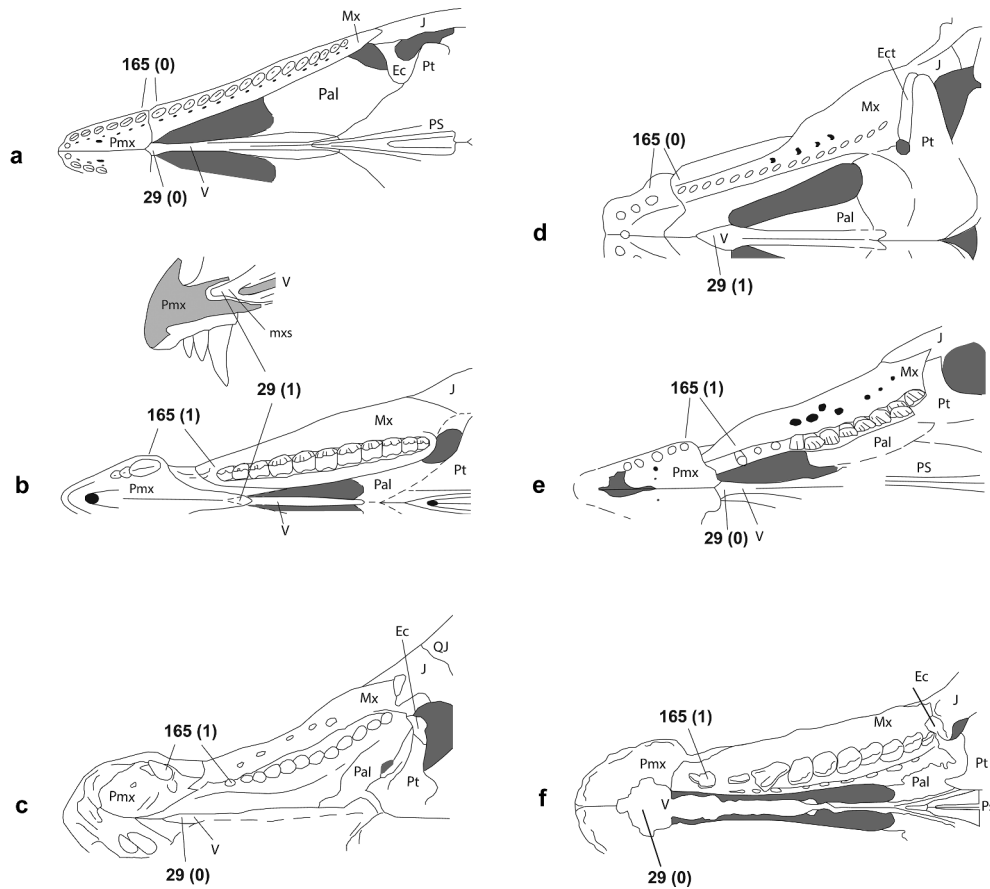 Mx
J
165 (0)
Ec
Pt
Pal
Pmx
PS
a
29 (0)
V
Ect
J
Mx
165 (0)
Pt
Pal
d
V
29 (1)
Pmx
V
mxs
29 (1)
J
165 (1)
Mx
Pt
b
Pmx
Pal
V
J
165 (1)
Mx
Pt
Pal
Pmx
PS
e
29 (0)
V
Ec
QJ
J
Mx
165 (1)
Pal
Pt
Pmx
c
V
29 (0)
Ec
J
165 (1)
Mx
Pmx
Pt
Pal
f
V
29 (0)